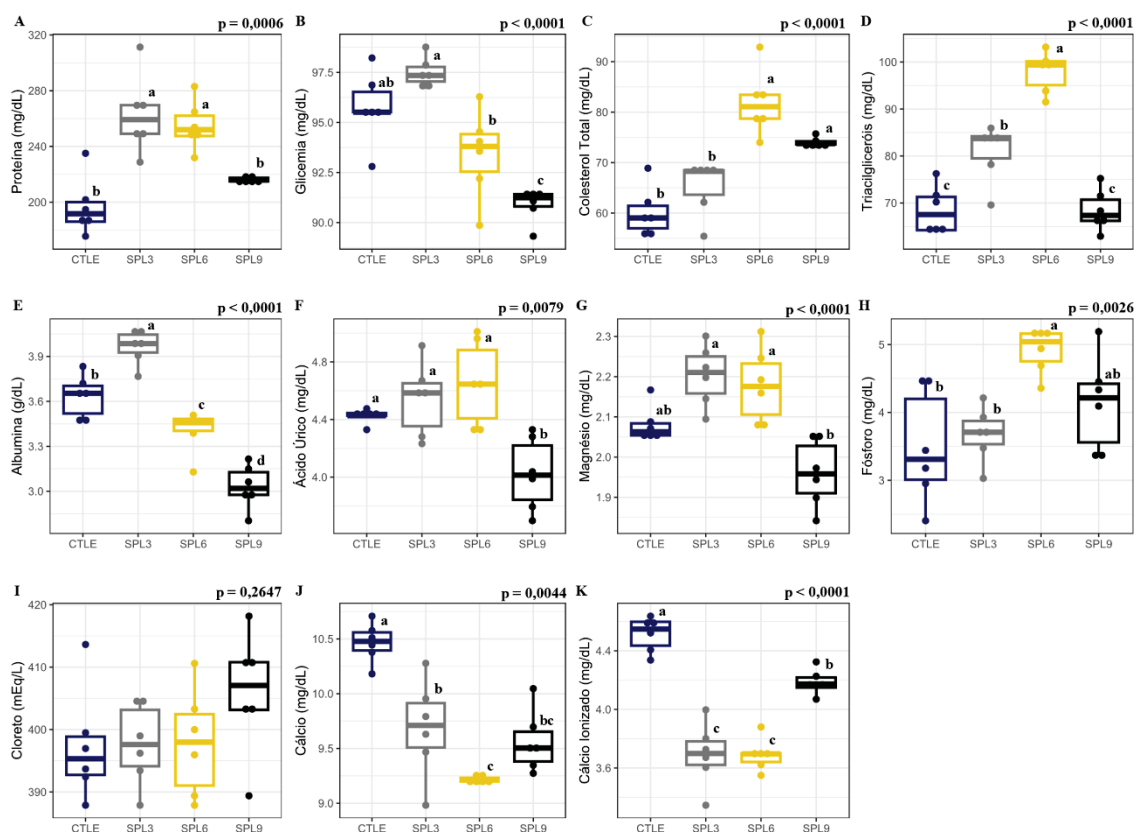 A p = 0,0006
Proteína (mg/dL)
320
280
240
200
b
a
a
b
CTLE SPL3 SPL6 SPL9
B p < 0,0001
Glicemia (mg/dL)
97.5
95.0
92.5
90.0
ab
a
b
c
CTLE SPL3 SPL6 SPL9
C p < 0,0001
Colesterol Total (mg/dL)
90
80
70
60
b
b
a
a
CTLE SPL3 SPL6 SPL9
D p < 0,0001
Triacilgliceróis (mg/dL)
100
90
80
70
c
b
a
c
CTLE SPL3 SPL6 SPL9
E p < 0,0001
Albumina (g/dL)
3.9
3.6
3.3
3.0
b
a
c
d
CTLE SPL3 SPL6 SPL9
F p = 0,0079
Ácido Úrico (mg/dL)
4.8
4.4
4.0
a
a
a
b
CTLE SPL3 SPL6 SPL9
G p < 0,0001
Magnésio (mg/dL)
2.3
2.2
2.1
2.0
1.9
ab
a
a
b
CTLE SPL3 SPL6 SPL9
H p = 0,0026
Fósforo (mg/dL)
5
4
3
b
b
a
ab
CTLE SPL3 SPL6 SPL9
I p = 0,2647
Cloreto (mEq/L)
420
410
400
390
CTLE SPL3 SPL6 SPL9
J p = 0,0044
Cálcio (mg/dL)
10.5
10.0
9.5
9.0
a
b
c
bc
CTLE SPL3 SPL6 SPL9
K p < 0,0001
Cálcio Ionizado (mg/dL)
4.4
4.0
3.6
a
c
c
b
CTLE SPL3 SPL6 SPL9